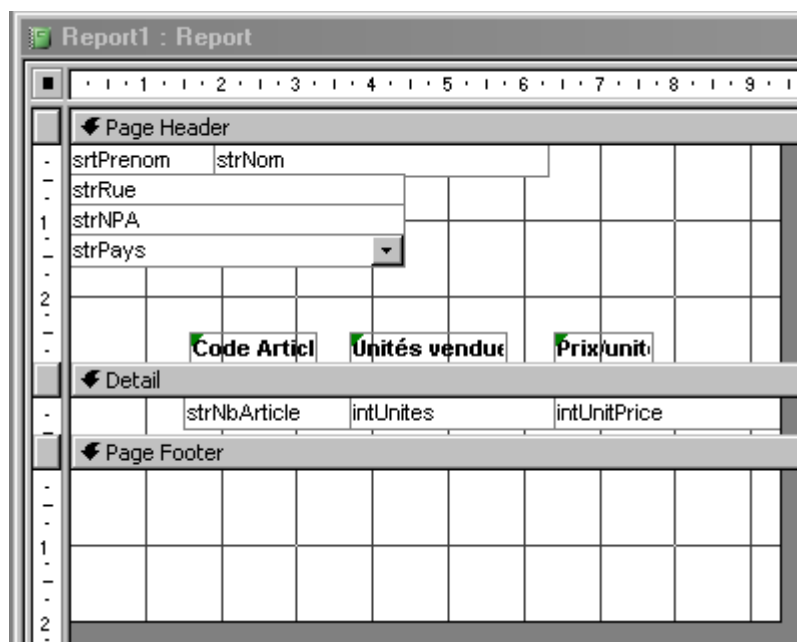 Report1 : Report
1 2 3 4 5 6 7 8 9
Page Header
srtPrenom strNom
strRue
strNPA
1
strPays
2
Code Articl Unités vendue Prix/unit
Detail
strNbArticle intUnites intUnitPrice
Page Footer
1
2